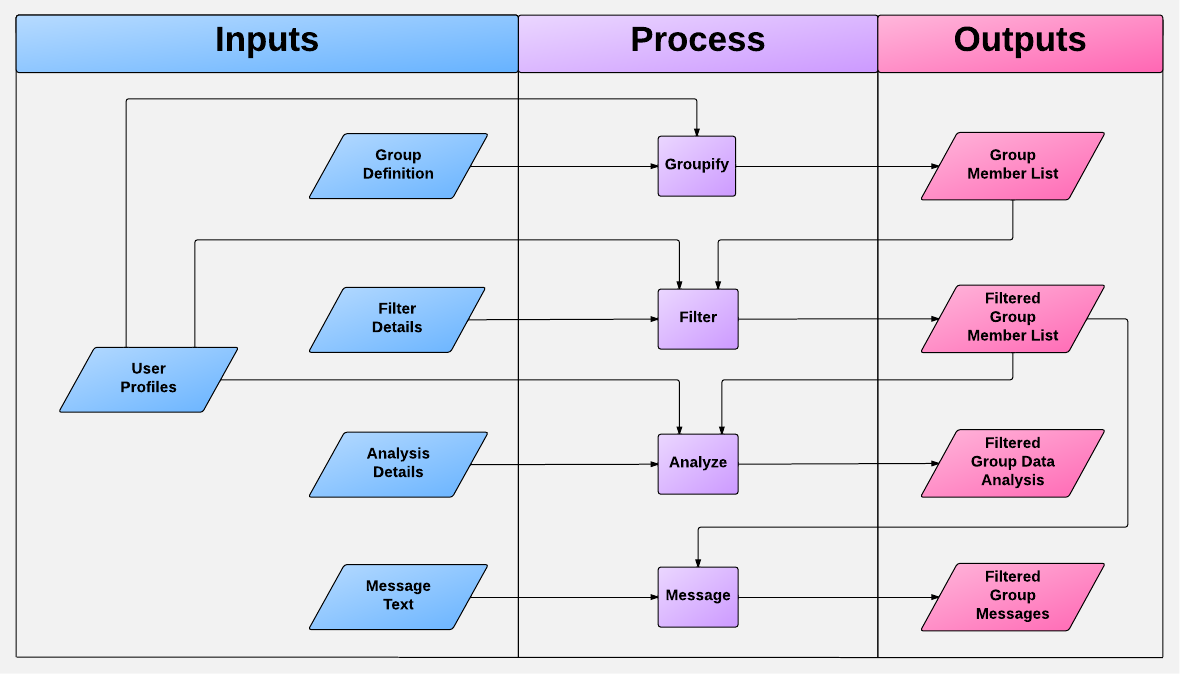 Inputs
Process
Outputs
Group
Definition
Groupify
Group
Member List
Filter
Details
Filter
Filtered
Group
Member List
User
Profiles
Analysis
Details
Analyze
Filtered
Group Data
Analysis
Message
Text
Message
Filtered
Group
Messages